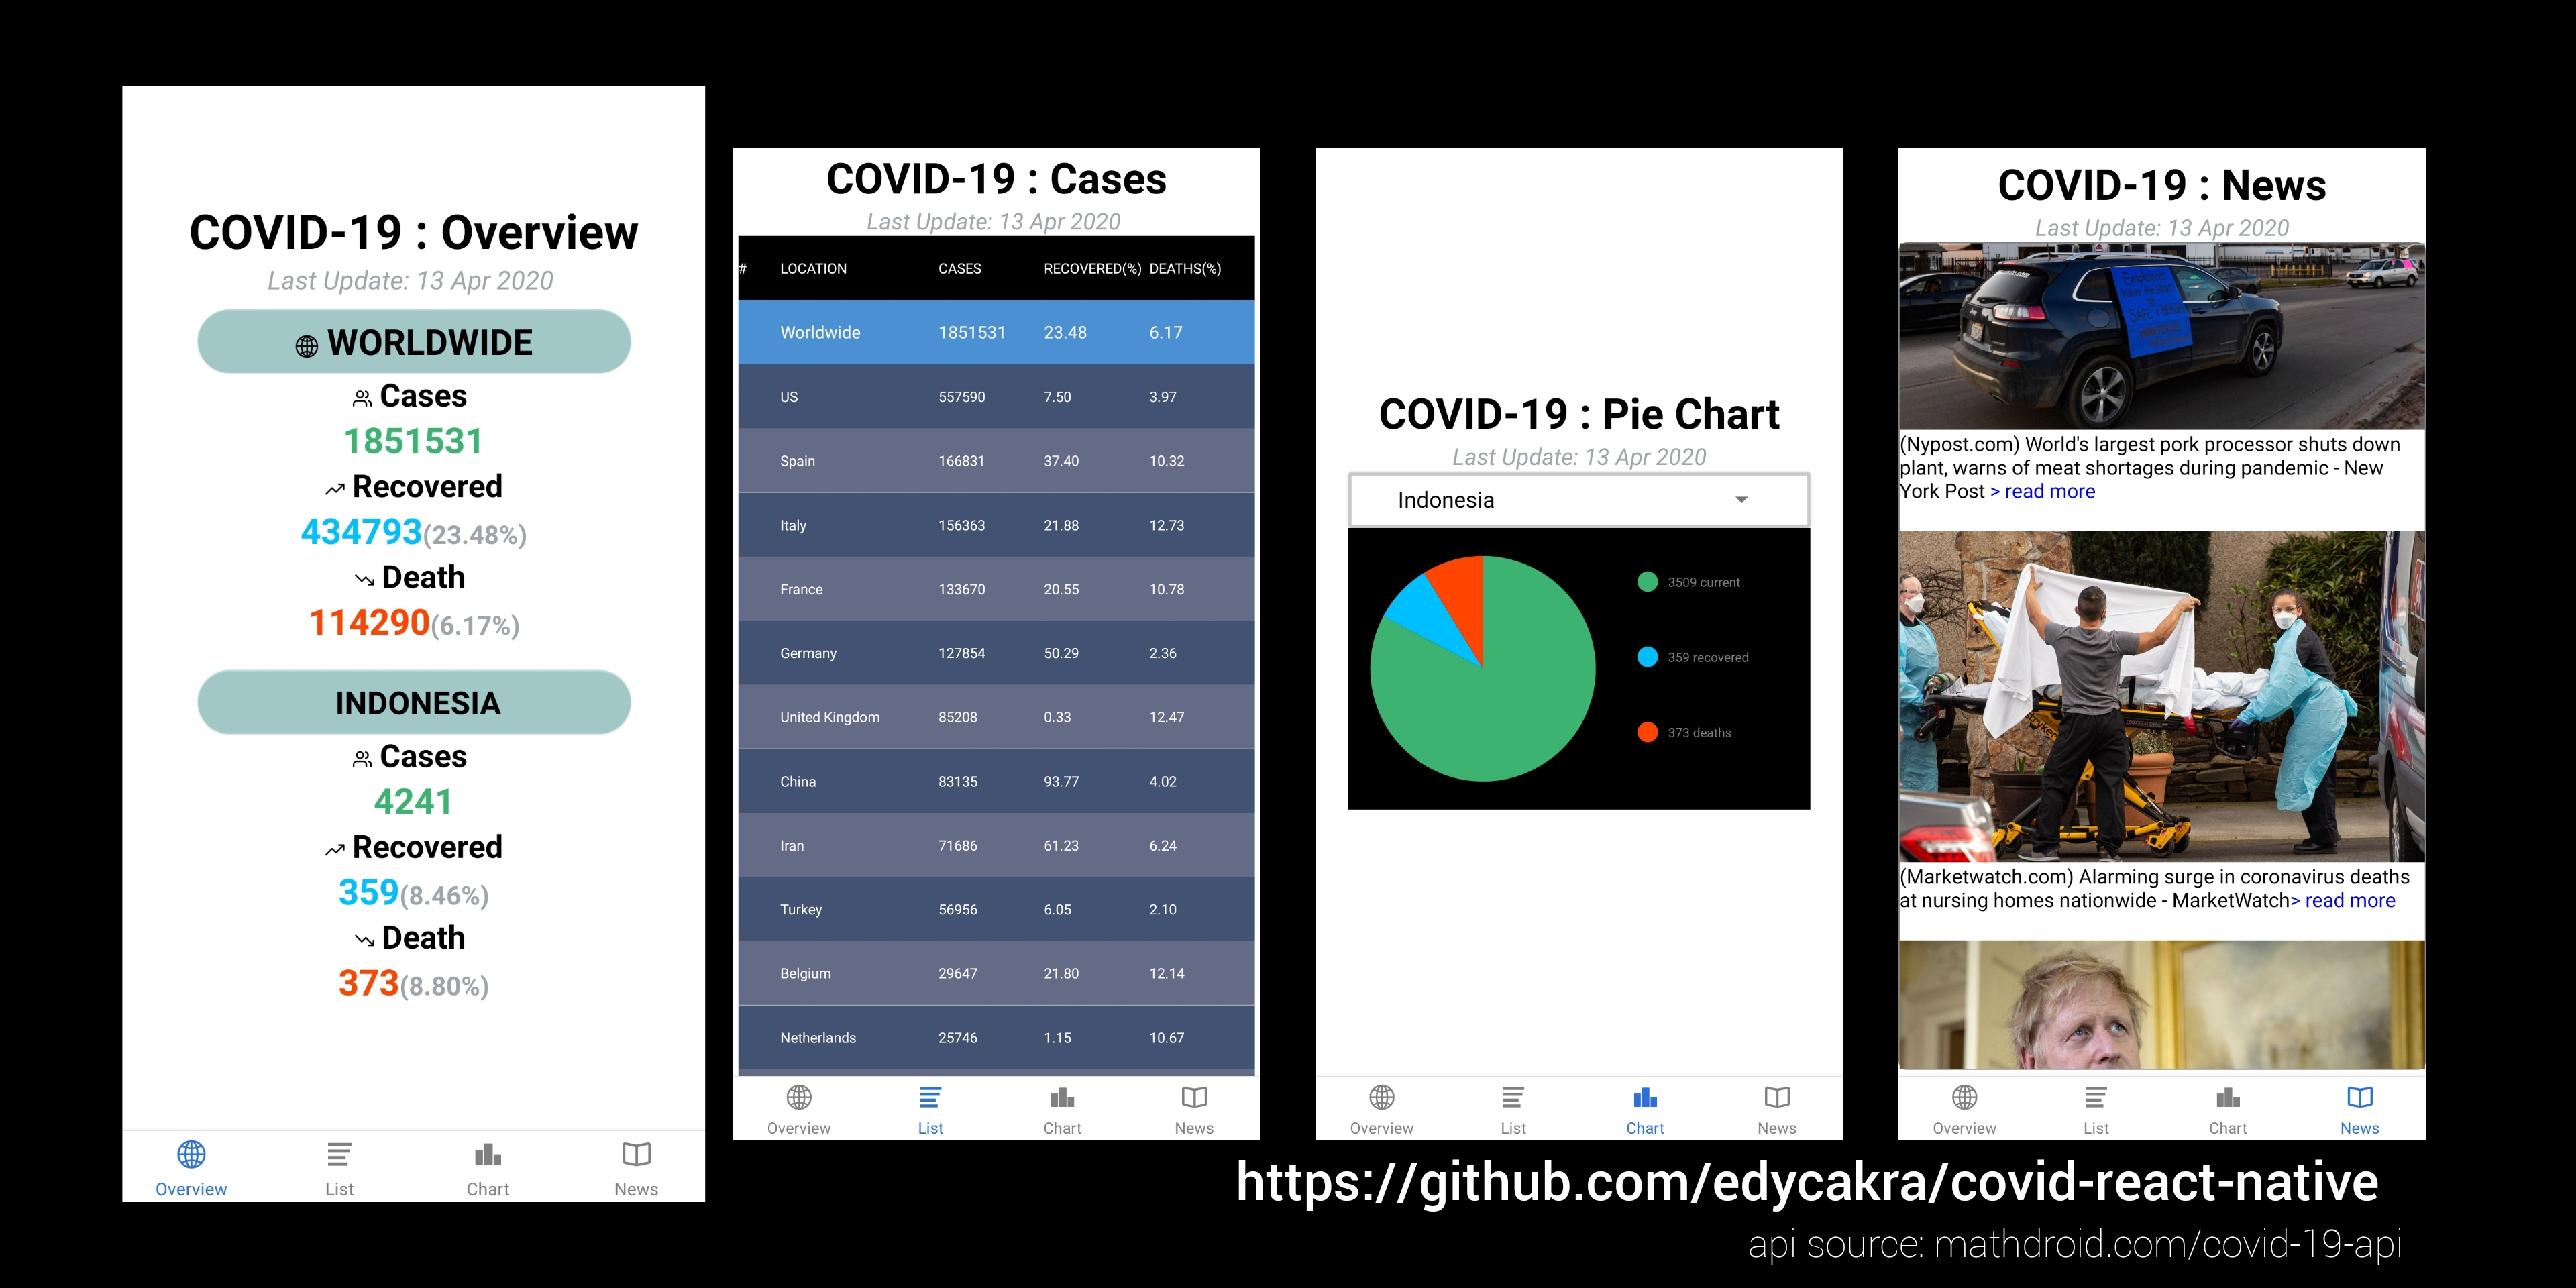 COVID-19 : Overview
Last Update: 13 Apr 2020
WORLDWIDE
Cases
1851531
Recovered
434793(23.48%)
Death
114290(6.17%)
INDONESIA
Cases
4241
Recovered
359(8.46%)
Death
373(8.80%)
Overview List Chart News
COVID-19 : Cases
Last Update: 13 Apr 2020
# LOCATION CASES RECOVERED(%) DEATHS(%)
Worldwide 1851531 23.48 6.17
US 557590 7.50 3.97
Spain 166831 37.40 10.32
Italy 156363 21.88 12.73
France 133670 20.55 10.78
Germany 127854 50.29 2.36
United Kingdom 85208 0.33 12.47
China 83135 93.77 4.02
Iran 71686 61.23 6.24
Turkey 56956 6.05 2.10
Belgium 29647 21.80 12.14
Netherlands 25746 1.15 10.67
Overview List Chart News
COVID-19 : Pie Chart
Last Update: 13 Apr 2020
Indonesia
3509 current
359 recovered
373 deaths
Overview List Chart News
COVID-19 : News
Last Update: 13 Apr 2020
(Nypost.com) World's largest pork processor shuts down
plant, warns of meat shortages during pandemic - New
York Post > read more
(Marketwatch.com) Alarming surge in coronavirus deaths
at nursing homes nationwide - MarketWatch> read more
Overview List Chart News
https://github.com/edycakra/covid-react-native
api source: mathdroid.com/covid-19-api